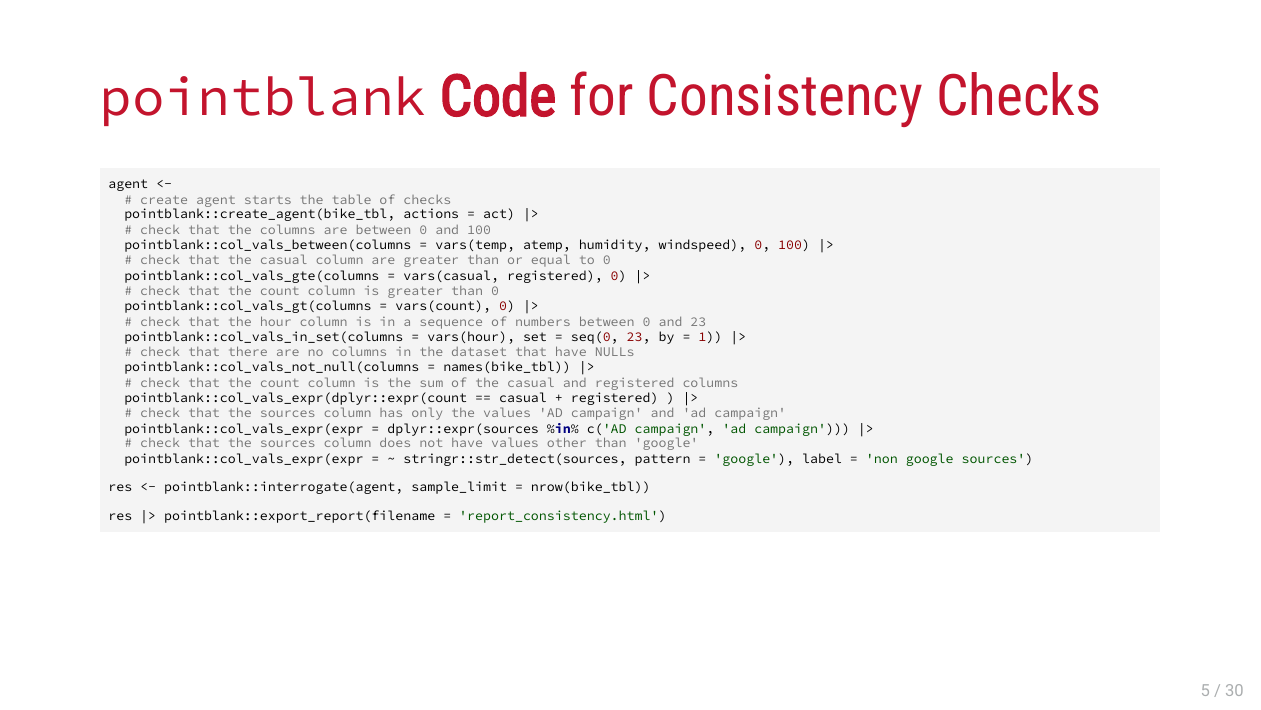 pointblank Code for Consistency Checks
agent <-
  # create agent starts the table of checks
  pointblank::create_agent(bike_tbl, actions = act) |>
  # check that the columns are between 0 and 100
  pointblank::col_vals_between(columns = vars(temp, atemp, humidity, windspeed), 0, 100) |>
  # check that the casual column are greater than or equal to 0
  pointblank::col_vals_gte(columns = vars(casual, registered), 0) |>
  # check that the count column is greater than 0
  pointblank::col_vals_gt(columns = vars(count), 0) |>
  # check that the hour column is in a sequence of numbers between 0 and 23
  pointblank::col_vals_in_set(columns = vars(hour), set = seq(0, 23, by = 1)) |>
  # check that there are no columns in the dataset that have NULLs
  pointblank::col_vals_not_null(columns = names(bike_tbl)) |>
  # check that the count column is the sum of the casual and registered columns
  pointblank::col_vals_expr(dplyr::expr(count == casual + registered) ) |>
  # check that the sources column has only the values 'AD campaign' and 'ad campaign'
  pointblank::col_vals_expr(expr = dplyr::expr(sources %in% c('AD campaign', 'ad campaign'))) |>
  # check that the sources column does not have values other than 'google'
  pointblank::col_vals_expr(expr = ~ stringr::str_detect(sources, pattern = 'google'), label = 'non google sources')
res <- pointblank::interrogate(agent, sample_limit = nrow(bike_tbl))
res |> pointblank::export_report(filename = 'report_consistency.html')
5 / 30